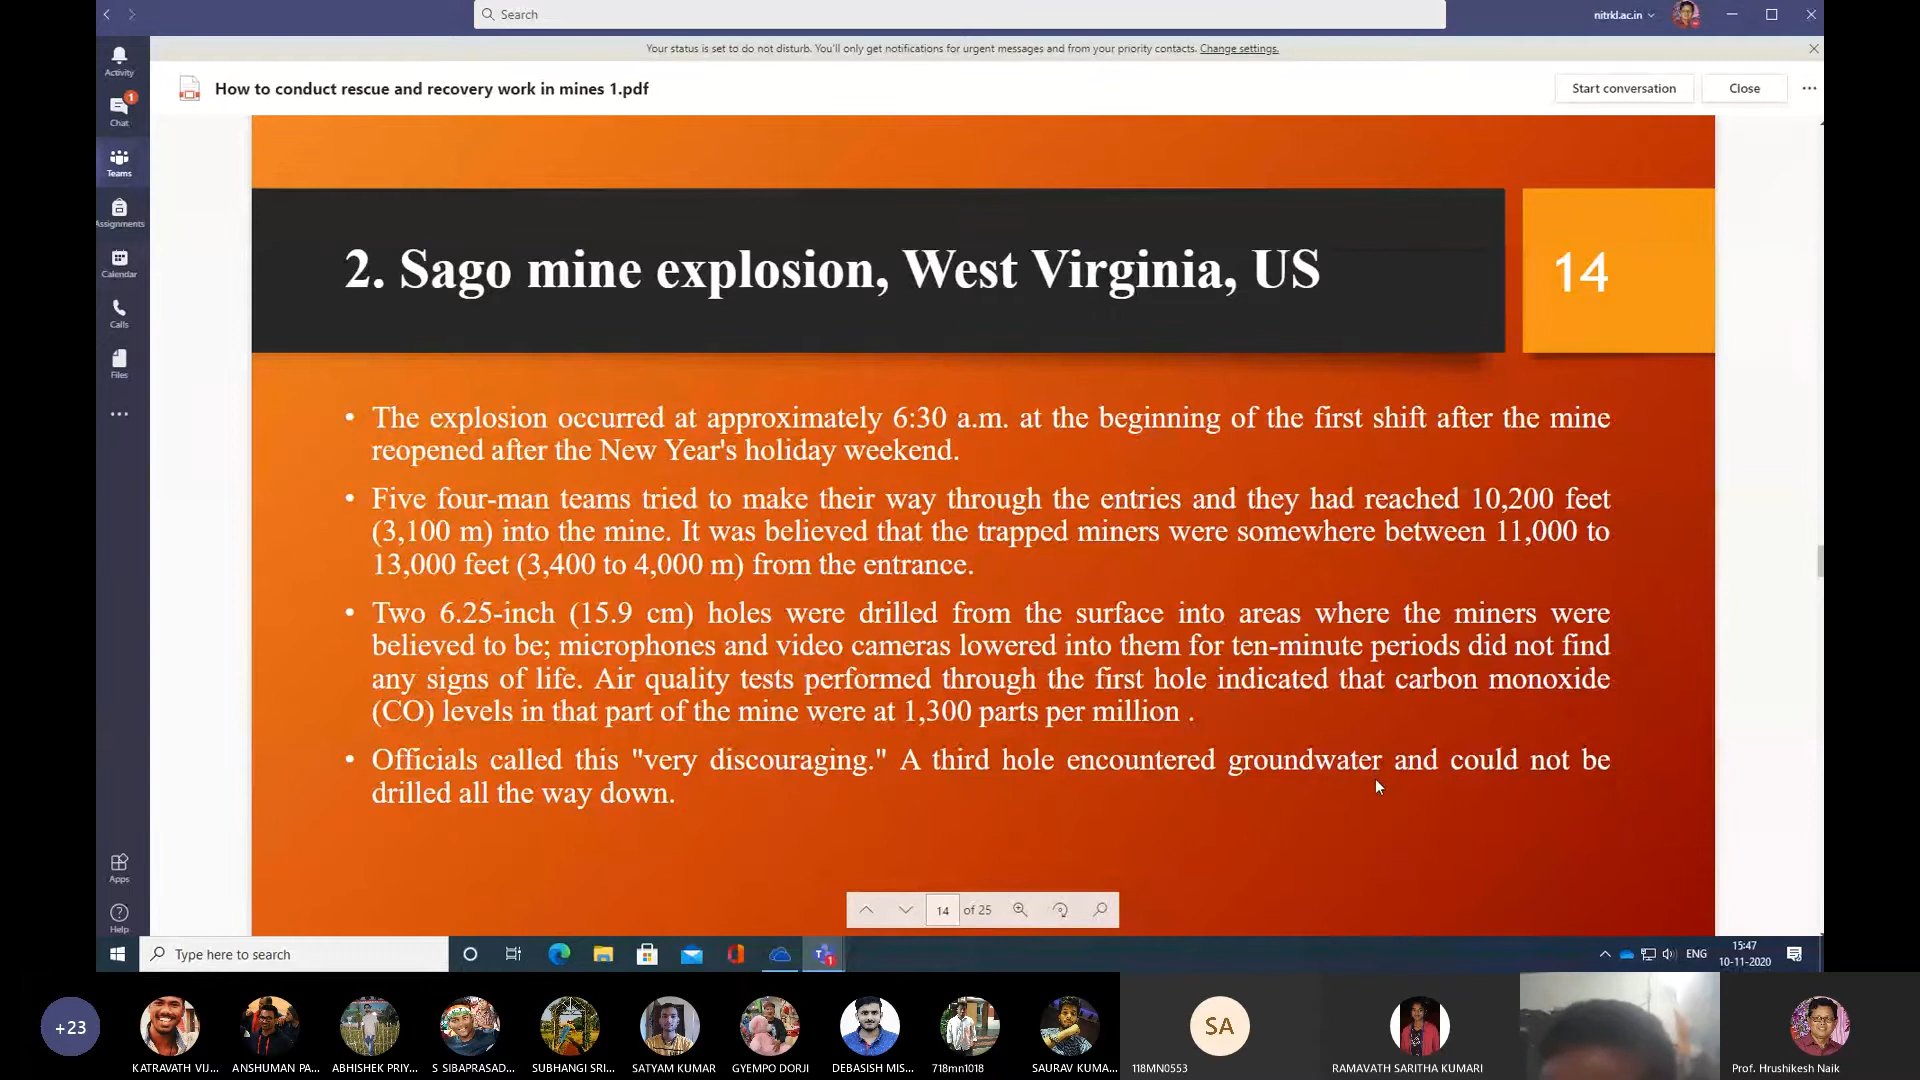 Search
nitrkl.ac.in
Your status is set to do not disturb. You'll only get notifications for urgent messages and from your priority contacts. Change settings.
Activity
How to conduct rescue and recovery work in mines 1.pdf
Start conversation
Close
1
Chat
Teams
Assignments
Calendar
Calls
Files
2. Sago mine explosion, West Virginia, US
14
• The explosion occurred at approximately 6:30 a.m. at the beginning of the first shift after the mine
reopened after the New Year's holiday weekend.
• Five four-man teams tried to make their way through the entries and they had reached 10,200 feet
(3,100 m) into the mine. It was believed that the trapped miners were somewhere between 11,000 to
13,000 feet (3,400 to 4,000 m) from the entrance.
• Two 6.25-inch (15.9 cm) holes were drilled from the surface into areas where the miners were
believed to be; microphones and video cameras lowered into them for ten-minute periods did not find
any signs of life. Air quality tests performed through the first hole indicated that carbon monoxide
(CO) levels in that part of the mine were at 1,300 parts per million .
• Officials called this "very discouraging." A third hole encountered groundwater and could not be
drilled all the way down.
Apps
Help
14 of 25
Type here to search
1
ENG
15:47
10-11-2020
+23
SA
KATRAVATH VIJ...
ANSHUMAN PA...
ABHISHEK PRIY...
S SIBAPRASAD...
SUBHANGI SRI...
SATYAM KUMAR
GYEMPO DORJI
DEBASISH MIS...
718mn1018
SAURAV KUMA...
118MN0553
RAMAVATH SARITHA KUMARI
Prof. Hrushikesh Naik